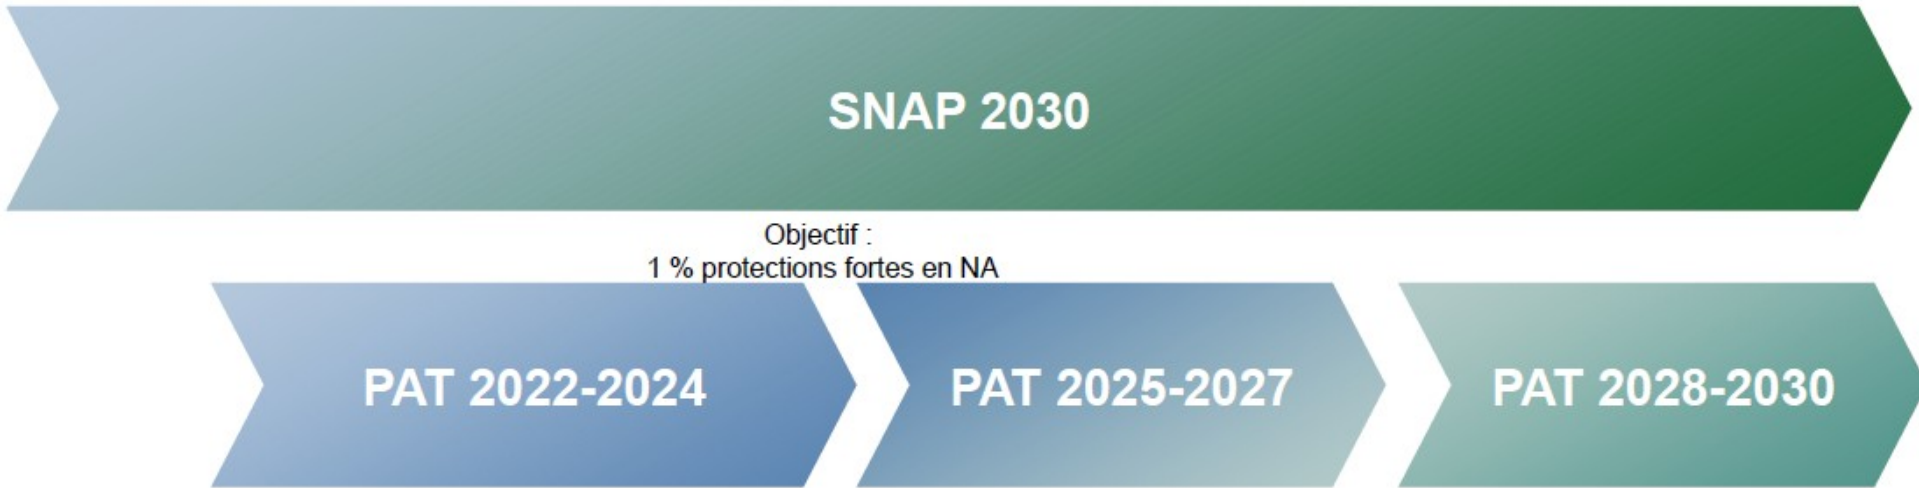 SNAP 2030
Objectif :
1 % protections fortes en NA
PAT 2022-2024
PAT 2025-2027
PAT 2028-2030